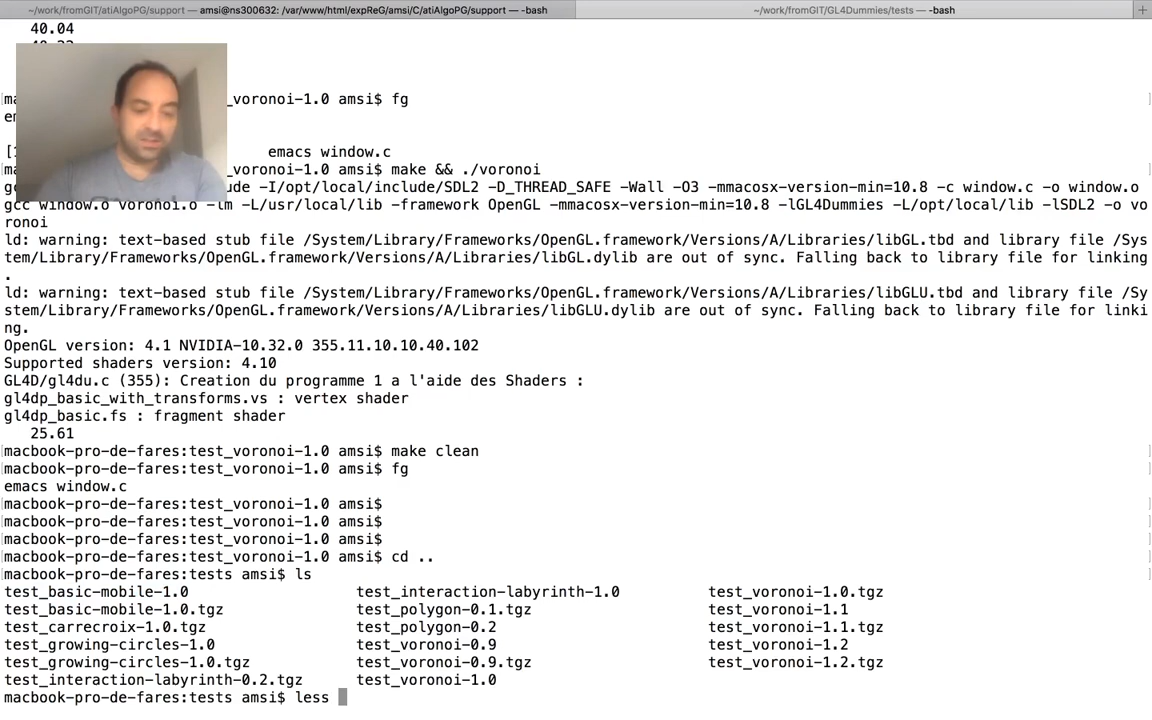 ~/work/fromGIT/atiAlgoPG/support — amsi@ns300632: /var/www/html/expReG/amsi/C/atiAlgoPG/support — -bash
~/work/fromGIT/GL4Dummies/tests — -bash
40.04
_voronoi-1.0 amsi$ fg
emacs window.c
_voronoi-1.0 amsi$ make && ./voronoi
ude -I/opt/local/include/SDL2 -D_THREAD_SAFE -Wall -O3 -mmacosx-version-min=10.8 -c window.c -o window.o
gcc window.o voronoi.o -lm -L/usr/local/lib -framework OpenGL -mmacosx-version-min=10.8 -lGL4Dummies -L/opt/local/lib -lSDL2 -o vo
ronoi
ld: warning: text-based stub file /System/Library/Frameworks/OpenGL.framework/Versions/A/Libraries/libGL.tbd and library file /Sys
tem/Library/Frameworks/OpenGL.framework/Versions/A/Libraries/libGL.dylib are out of sync. Falling back to library file for linking
.
ld: warning: text-based stub file /System/Library/Frameworks/OpenGL.framework/Versions/A/Libraries/libGLU.tbd and library file /Sy
stem/Library/Frameworks/OpenGL.framework/Versions/A/Libraries/libGLU.dylib are out of sync. Falling back to library file for linki
ng.
OpenGL version: 4.1 NVIDIA-10.32.0 355.11.10.10.40.102
Supported shaders version: 4.10
GL4D/gl4du.c (355): Creation du programme 1 a l'aide des Shaders :
gl4dp_basic_with_transforms.vs : vertex shader
gl4dp_basic.fs : fragment shader
25.61
macbook-pro-de-fares:test_voronoi-1.0 amsi$ make clean
macbook-pro-de-fares:test_voronoi-1.0 amsi$ fg
emacs window.c
macbook-pro-de-fares:test_voronoi-1.0 amsi$
macbook-pro-de-fares:test_voronoi-1.0 amsi$
macbook-pro-de-fares:test_voronoi-1.0 amsi$
macbook-pro-de-fares:test_voronoi-1.0 amsi$ cd ..
macbook-pro-de-fares:tests amsi$ ls
test_basic-mobile-1.0 test_interaction-labyrinth-1.0 test_voronoi-1.0.tgz
test_basic-mobile-1.0.tgz test_polygon-0.1.tgz test_voronoi-1.1
test_carrecroix-1.0.tgz test_polygon-0.2 test_voronoi-1.1.tgz
test_growing-circles-1.0 test_voronoi-0.9 test_voronoi-1.2
test_growing-circles-1.0.tgz test_voronoi-0.9.tgz test_voronoi-1.2.tgz
test_interaction-labyrinth-0.2.tgz test_voronoi-1.0
macbook-pro-de-fares:tests amsi$ less